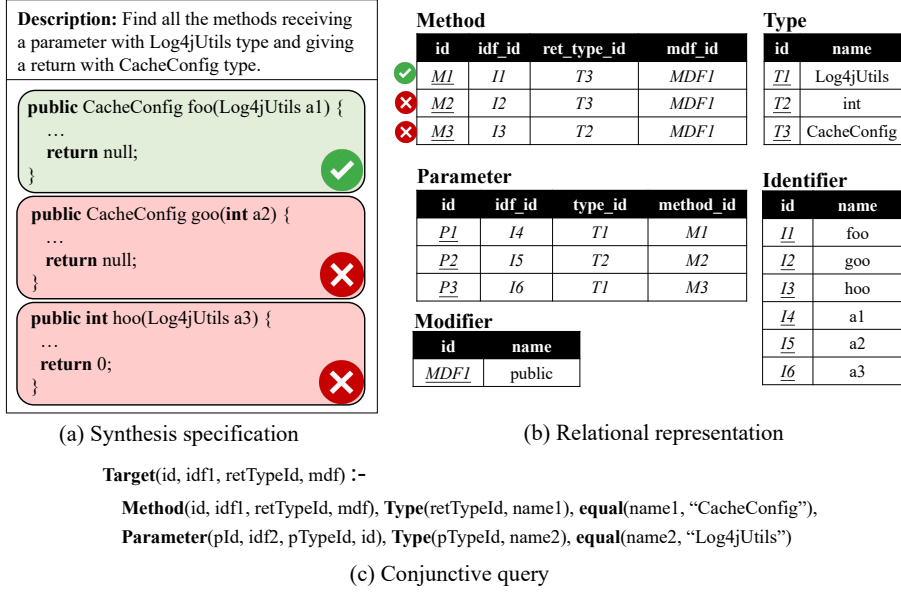 Description: Find all the methods receiving
a parameter with Log4jUtils type and giving
a return with CacheConfig type.
public CacheConfig foo(Log4jUtils a1) {
…
return null;
}
public CacheConfig goo(int a2) {
…
return null;
}
public int hoo(Log4jUtils a3) {
…
return 0;
}
(a) Synthesis specification
Method
id idf_id ret_type_id mdf_id
M1 I1 T3 MDF1
M2 I2 T3 MDF1
M3 I3 T2 MDF1
Type
id name
T1 Log4jUtils
T2 int
T3 CacheConfig
Parameter
id idf_id type_id method_id
P1 I4 T1 M1
P2 I5 T2 M2
P3 I6 T1 M3
Identifier
id name
I1 foo
I2 goo
I3 hoo
I4 a1
I5 a2
I6 a3
Modifier
id name
MDF1 public
(b) Relational representation
Target(id, idf1, retTypeId, mdf) :-
Method(id, idf1, retTypeId, mdf), Type(retTypeId, name1), equal(name1, “CacheConfig”),
Parameter(pId, idf2, pTypeId, id), Type(pTypeId, name2), equal(name2, “Log4jUtils”)
(c) Conjunctive query